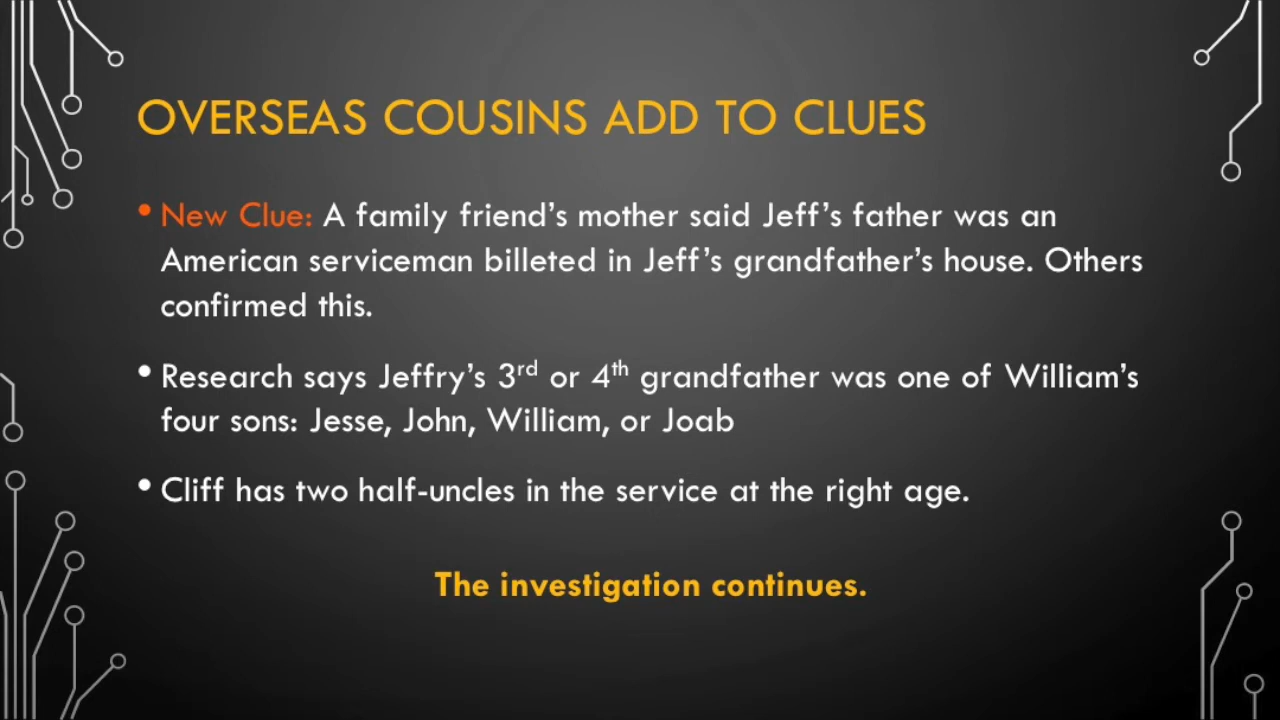 OVERSEAS COUSINS ADD TO CLUES
• New Clue: A family friend’s mother said Jeff’s father was an
American serviceman billeted in Jeff’s grandfather’s house. Others
confirmed this.
• Research says Jeffry’s 3rd or 4th grandfather was one of William’s
four sons: Jesse, John, William, or Joab
• Cliff has two half-uncles in the service at the right age.
The investigation continues.